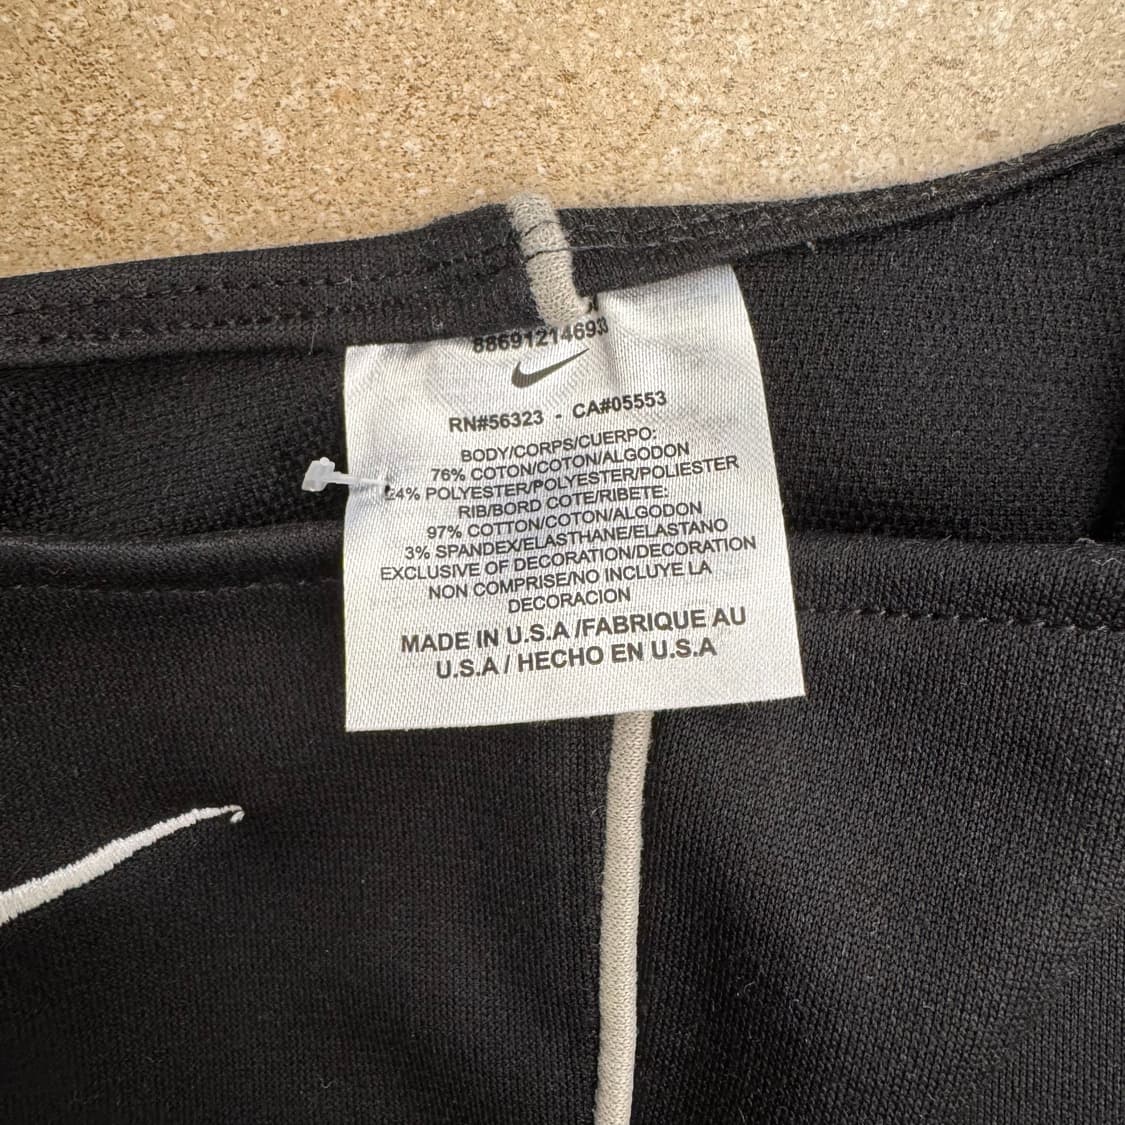 886912146933
RN#56323 - CA#05553
BODY/CORPS/CUERPO:
76% COTON/COTON/ALGODON
24% POLYESTER/POLYESTER/POLIESTER
RIB/BORD COTE/RIBETE:
97% COTTON/COTON/ALGODON
3% SPANDEX/ELASTHANE/ELASTANO
EXCLUSIVE OF DECORATION/DECORATION
NON COMPRISE/NO INCLUYE LA
DECORACION
MADE IN U.S.A /FABRIQUE AU
U.S.A / HECHO EN U.S.A